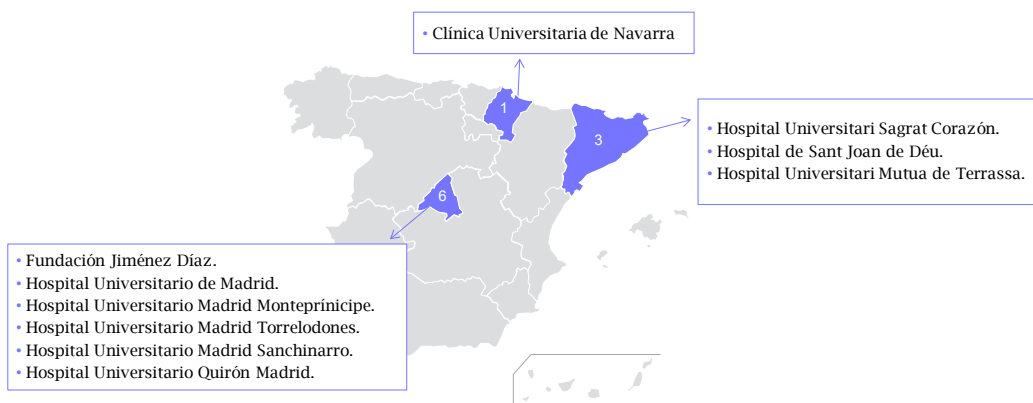 • Clínica Universitaria de Navarra
1
3
• Hospital Universitari Sagrat Corazón.
• Hospital de Sant Joan de Déu.
• Hospital Universitari Mutua de Terrassa.
6
• Fundación Jiménez Díaz.
• Hospital Universitario de Madrid.
• Hospital Universitario Madrid Monteprínicipe.
• Hospital Universitario Madrid Torrelodones.
• Hospital Universitario Madrid Sanchinarro.
• Hospital Universitario Quirón Madrid.